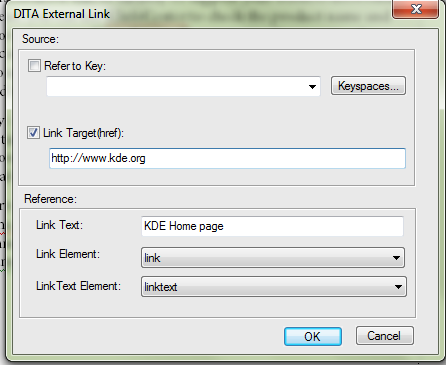 DITA External Link
Source:
Refer to Key:
Keyspaces...
Link Target(href):
http://www.kde.org
Reference:
Link Text: KDE Home page
Link Element: link
LinkText Element: linktext
OK Cancel